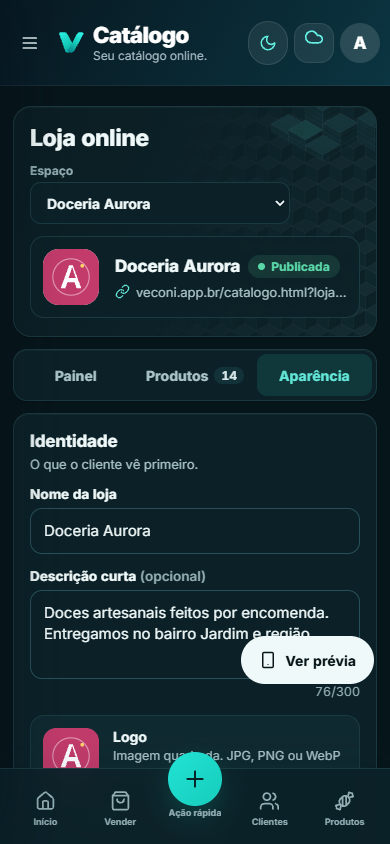 Catálogo
Seu catálogo online.
A
Loja online
Espaço
Doceria Aurora
A
Doceria Aurora
Publicada
veconi.app.br/catalogo.html?loja...
Painel
Produtos 14
Aparência
Identidade
O que o cliente vê primeiro.
Nome da loja
Doceria Aurora
Descrição curta (opcional)
Doces artesanais feitos por encomenda.
Entregamos no bairro Jardim e região
Ver prévia
76/300
A
Logo
JPG, PNG ou WebP
Imagem
Início
Vender
Ação rápida
Clientes
Produtos